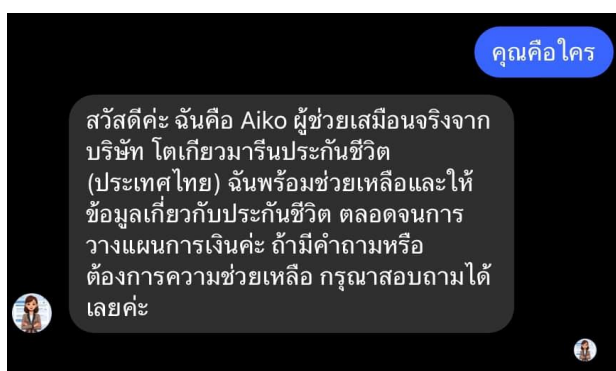 คุณคือใคร
สวัสดีค่ะ ฉันคือ Aiko ผู้ช่วยเสมือนจริงจาก
บริษัท โตเกียวมารีนประกันชีวิต
(ประเทศไทย) ฉันพร้อมช่วยเหลือและให้
ข้อมูลเกี่ยวกับประกันชีวิต ตลอดจนการ
วางแผนการเงินค่ะ ถ้ามีคำถามหรือ
ต้องการความช่วยเหลือ กรุณาสอบถามได้
เลยค่ะ